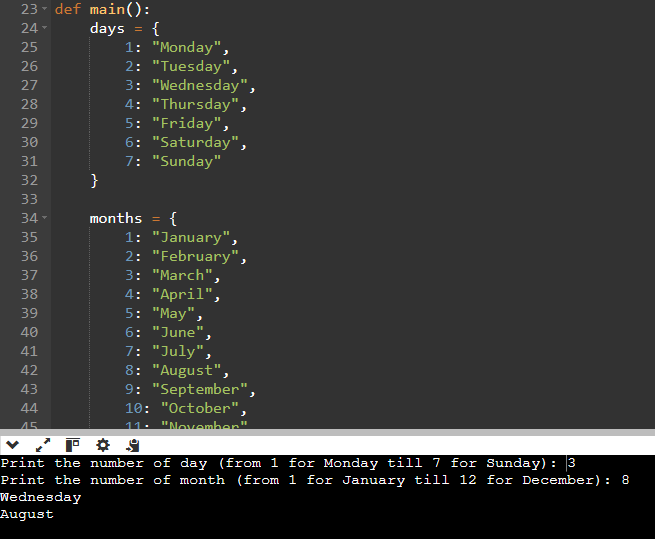 23 def main():
24 days = {
25 1: "Monday",
26 2: "Tuesday",
27 3: "Wednesday",
28 4: "Thursday",
29 5: "Friday",
30 6: "Saturday",
31 7: "Sunday"
32 }
33
34 months = {
35 1: "January",
36 2: "February",
37 3: "March",
38 4: "April",
39 5: "May",
40 6: "June",
41 7: "July",
42 8: "August",
43 9: "September",
44 10: "October",
45 11: "November"
Print the number of day (from 1 for Monday till 7 for Sunday): 3
Print the number of month (from 1 for January till 12 for December): 8
Wednesday
August